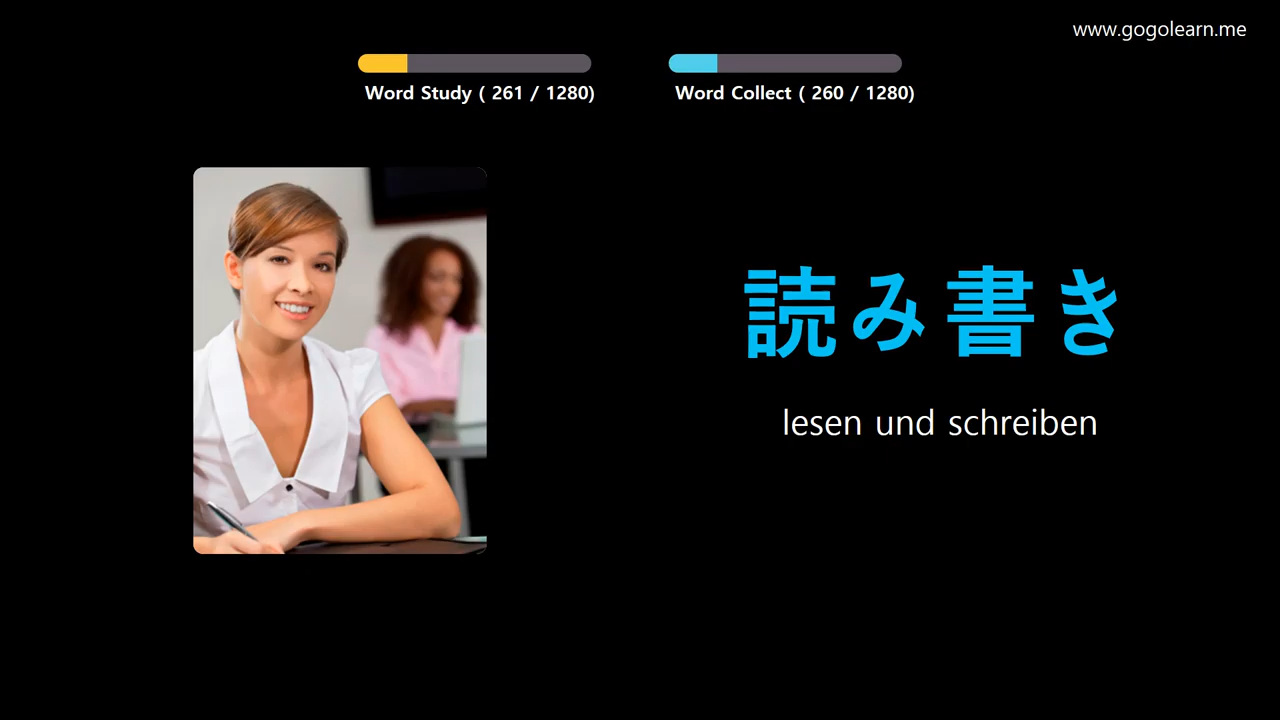 www.gogolearn.me
Word Study ( 261 / 1280)
Word Collect ( 260 / 1280)
読み書き
lesen und schreiben